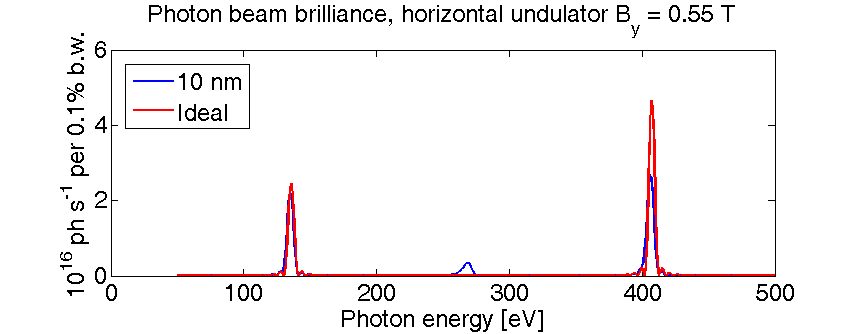 Photon beam brilliance, horizontal undulator B_y = 0.55 T
10^16 ph s^-1 per 0.1% b.w.
6
4
2
0
10 nm
Ideal
0 100 200 300 400 500
Photon energy [eV]